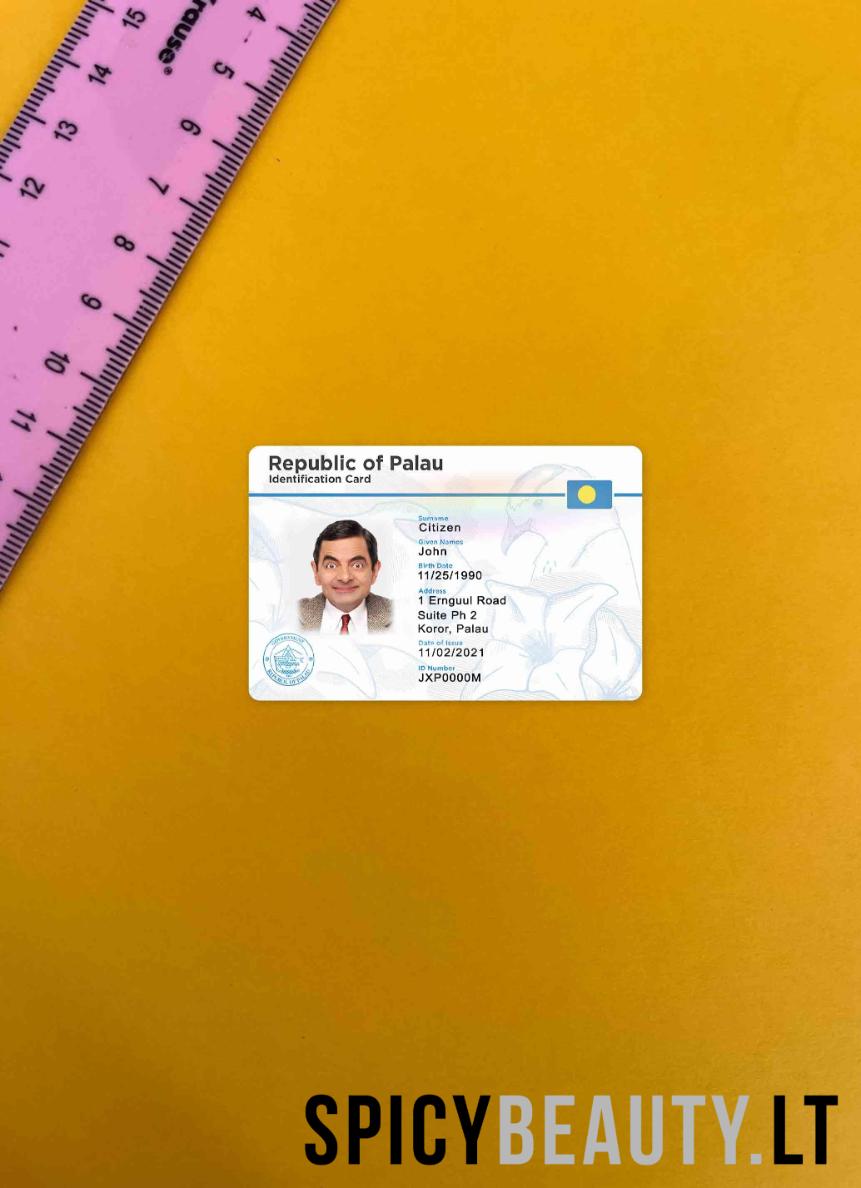 15
rause®
14
13
12
4
5
6
7
8
9
10
11
Republic of Palau
Identification Card
Surname
Citizen
Given Names
John
Birth Date
11/25/1990
Address
1 Ernguul Road
Suite Ph 2
Koror, Palau
Date of Issue
11/02/2021
ID Number
JXP0000M
REPUBLIC OF PALAU
SPICYBEAUTY.LT